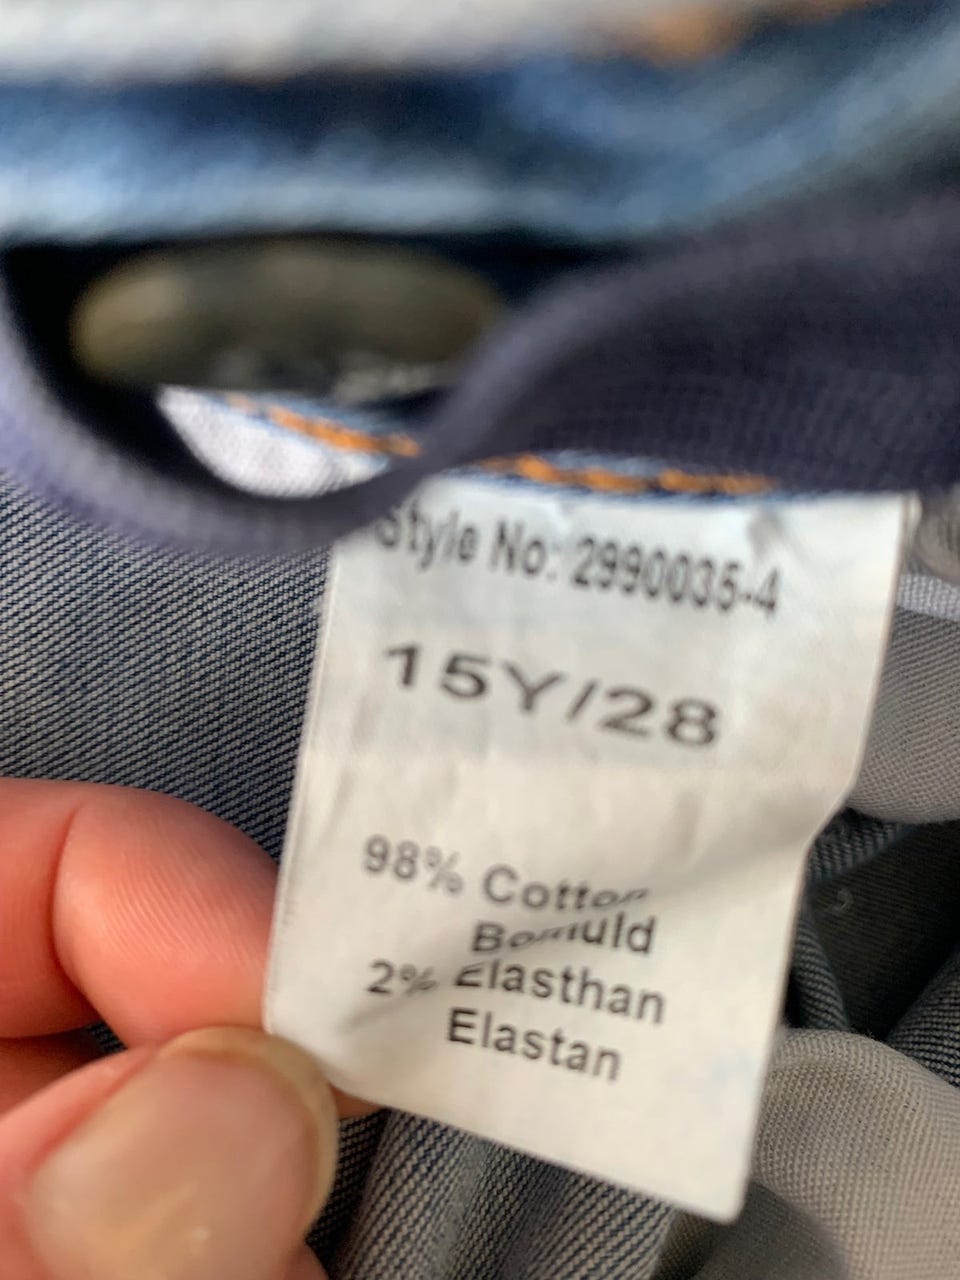 Style No: 2990035-4
15Y/28
98% Cotton
Bomuld
2% Elasthan
Elastan